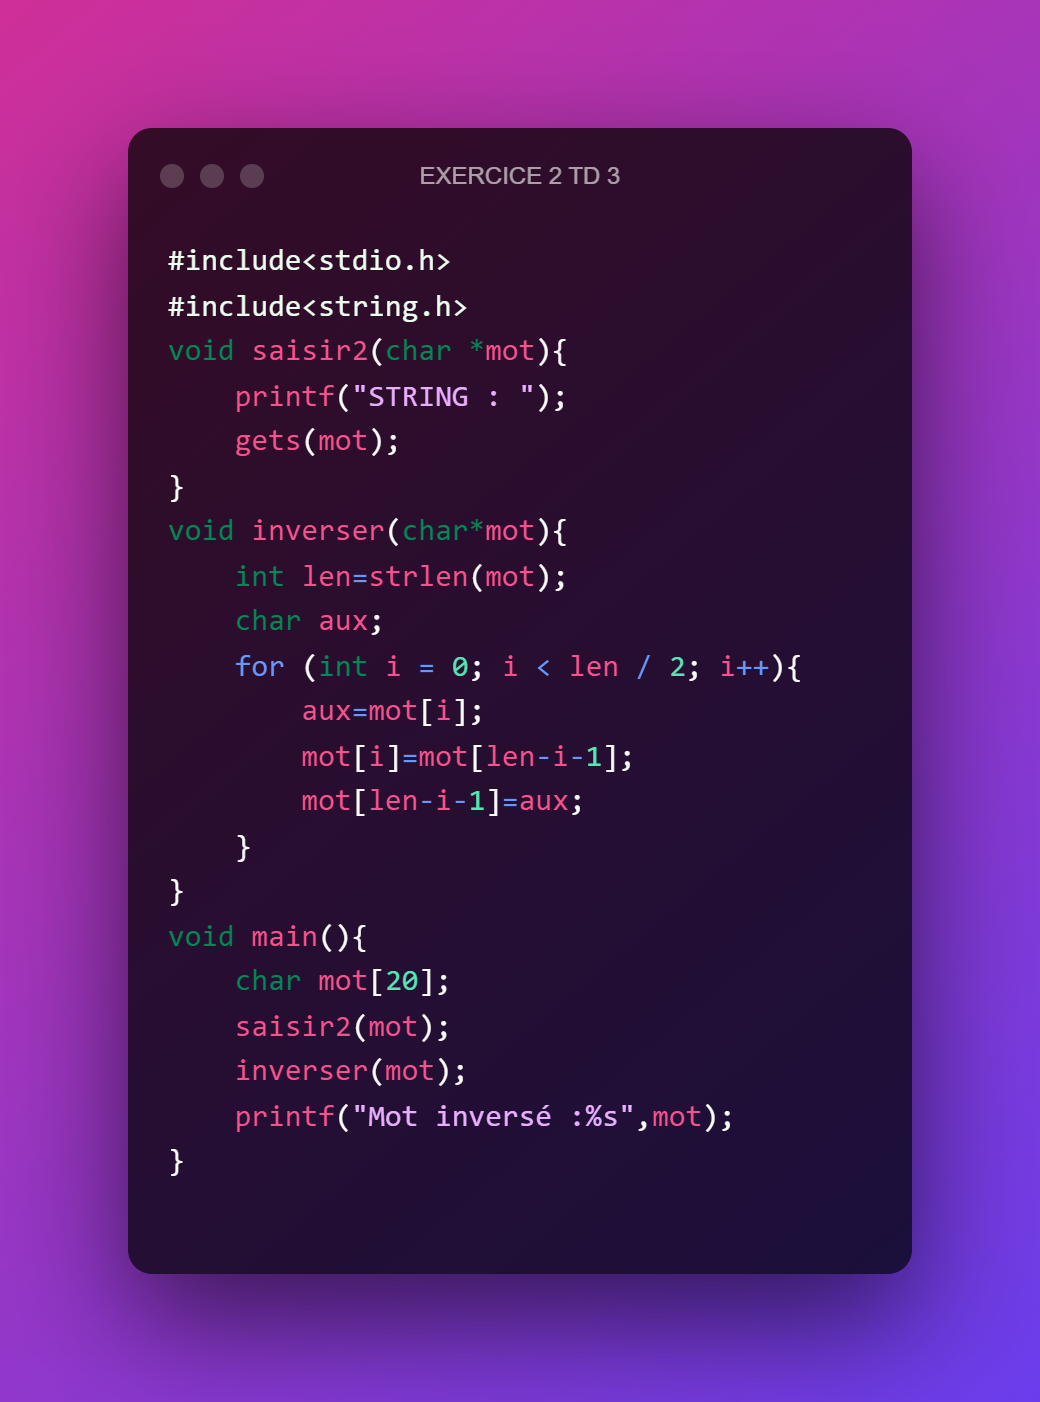 EXERCICE 2 TD 3
#include<stdio.h>
#include<string.h>
void saisir2(char *mot){
    printf("STRING : ");
    gets(mot);
}
void inverser(char*mot){
    int len=strlen(mot);
    char aux;
    for (int i = 0; i < len / 2; i++){
        aux=mot[i];
        mot[i]=mot[len-i-1];
        mot[len-i-1]=aux;
    }
}
void main(){
    char mot[20];
    saisir2(mot);
    inverser(mot);
    printf("Mot inversé :%s",mot);
}